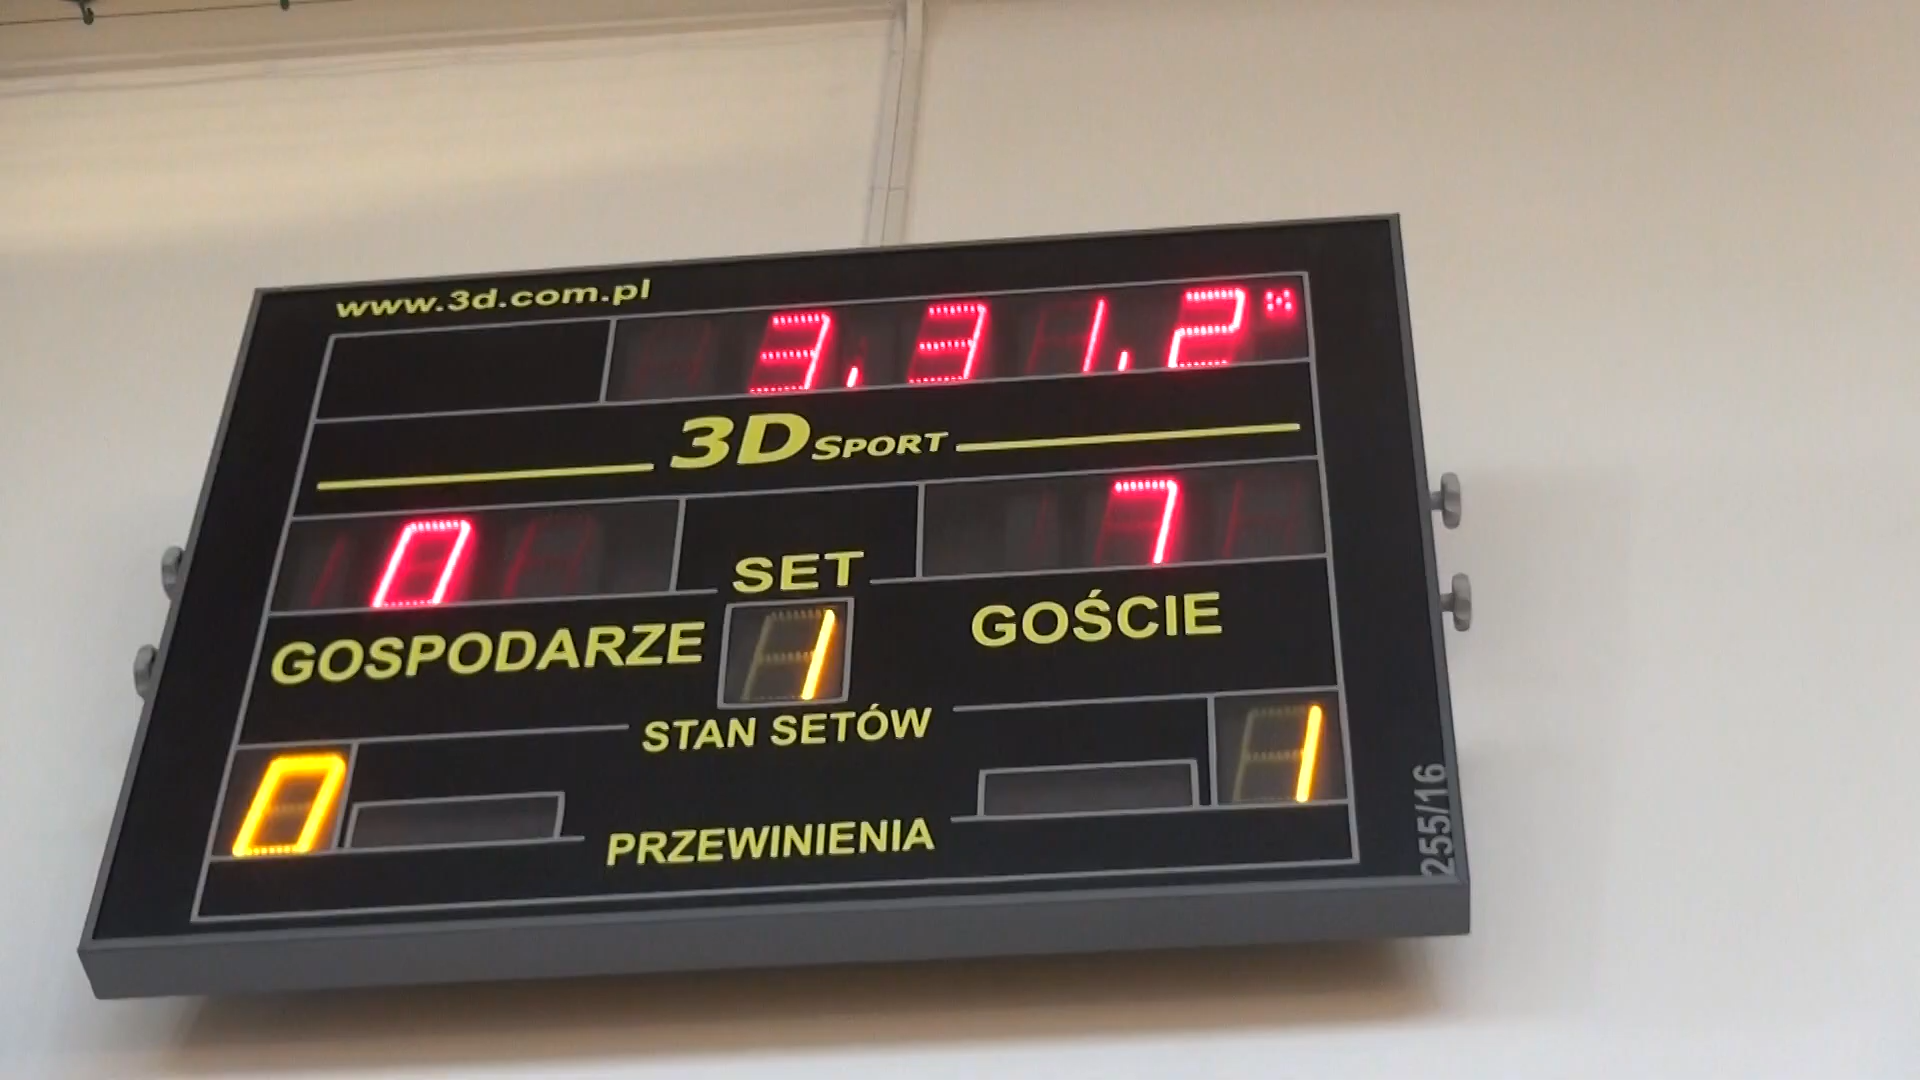 www.3d.com.pl
3.31.2
3D SPORT
0
7
SET
1
GOSPODARZE
GOŚCIE
STAN SETÓW
0
1
PRZEWINIENIA
255/16